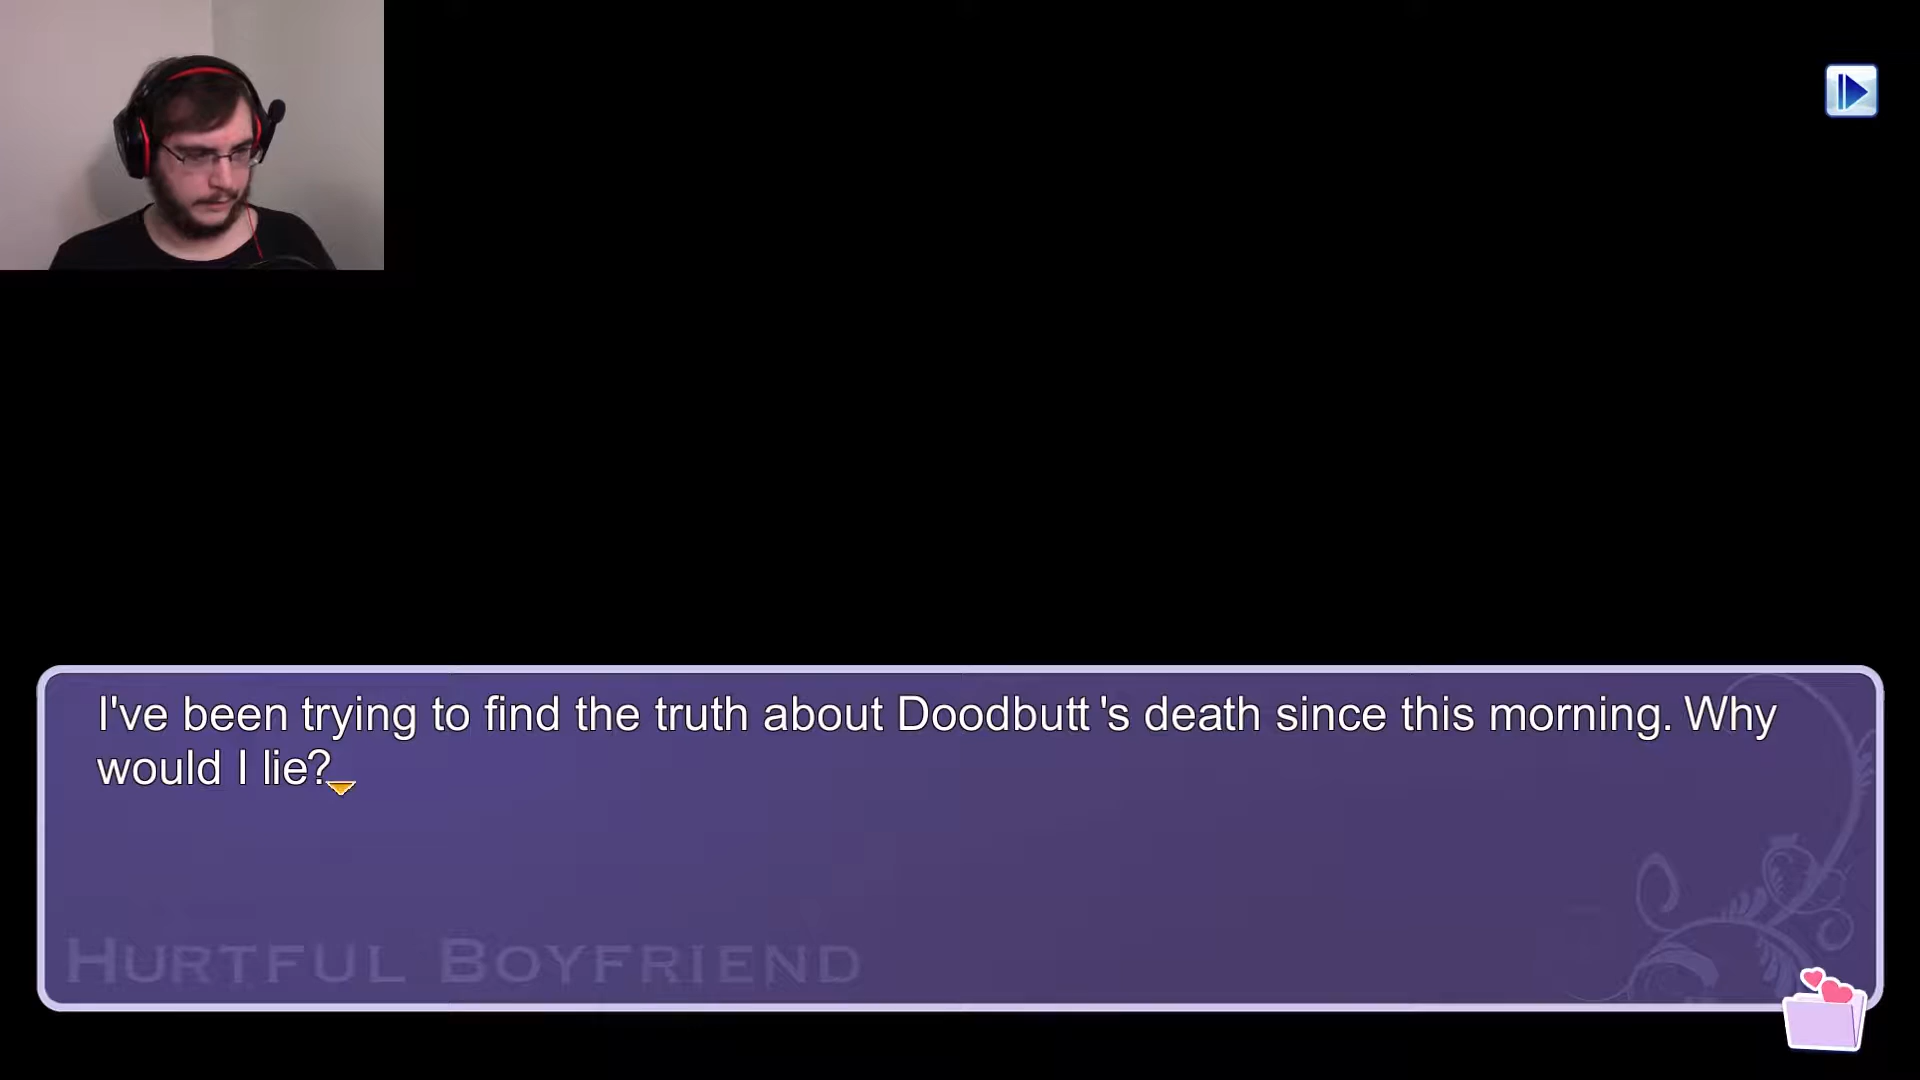 I've been trying to find the truth about Doodbutt 's death since this morning. Why
would I lie?
HURTFUL BOYFRIEND